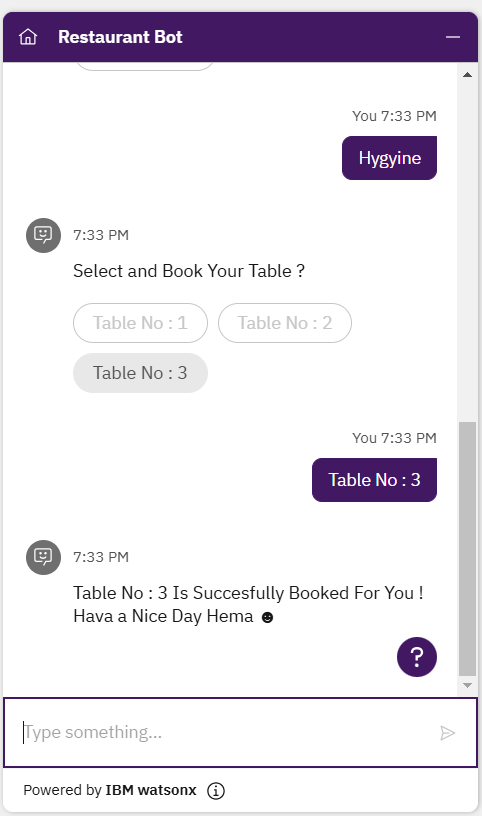 Restaurant Bot
You 7:33 PM
Hygyine
7:33 PM
Select and Book Your Table ?
Table No : 1
Table No : 2
Table No : 3
You 7:33 PM
Table No : 3
7:33 PM
Table No : 3 Is Succesfully Booked For You !
Hava a Nice Day Hema ☻
?
Type something...
Powered by IBM watsonx